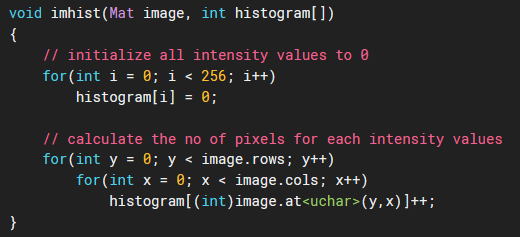 void imhist(Mat image, int histogram[])
{
    // initialize all intensity values to 0
    for(int i = 0; i < 256; i++)
        histogram[i] = 0;

    // calculate the no of pixels for each intensity values
    for(int y = 0; y < image.rows; y++)
        for(int x = 0; x < image.cols; x++)
            histogram[(int)image.at<uchar>(y,x)]++;
}